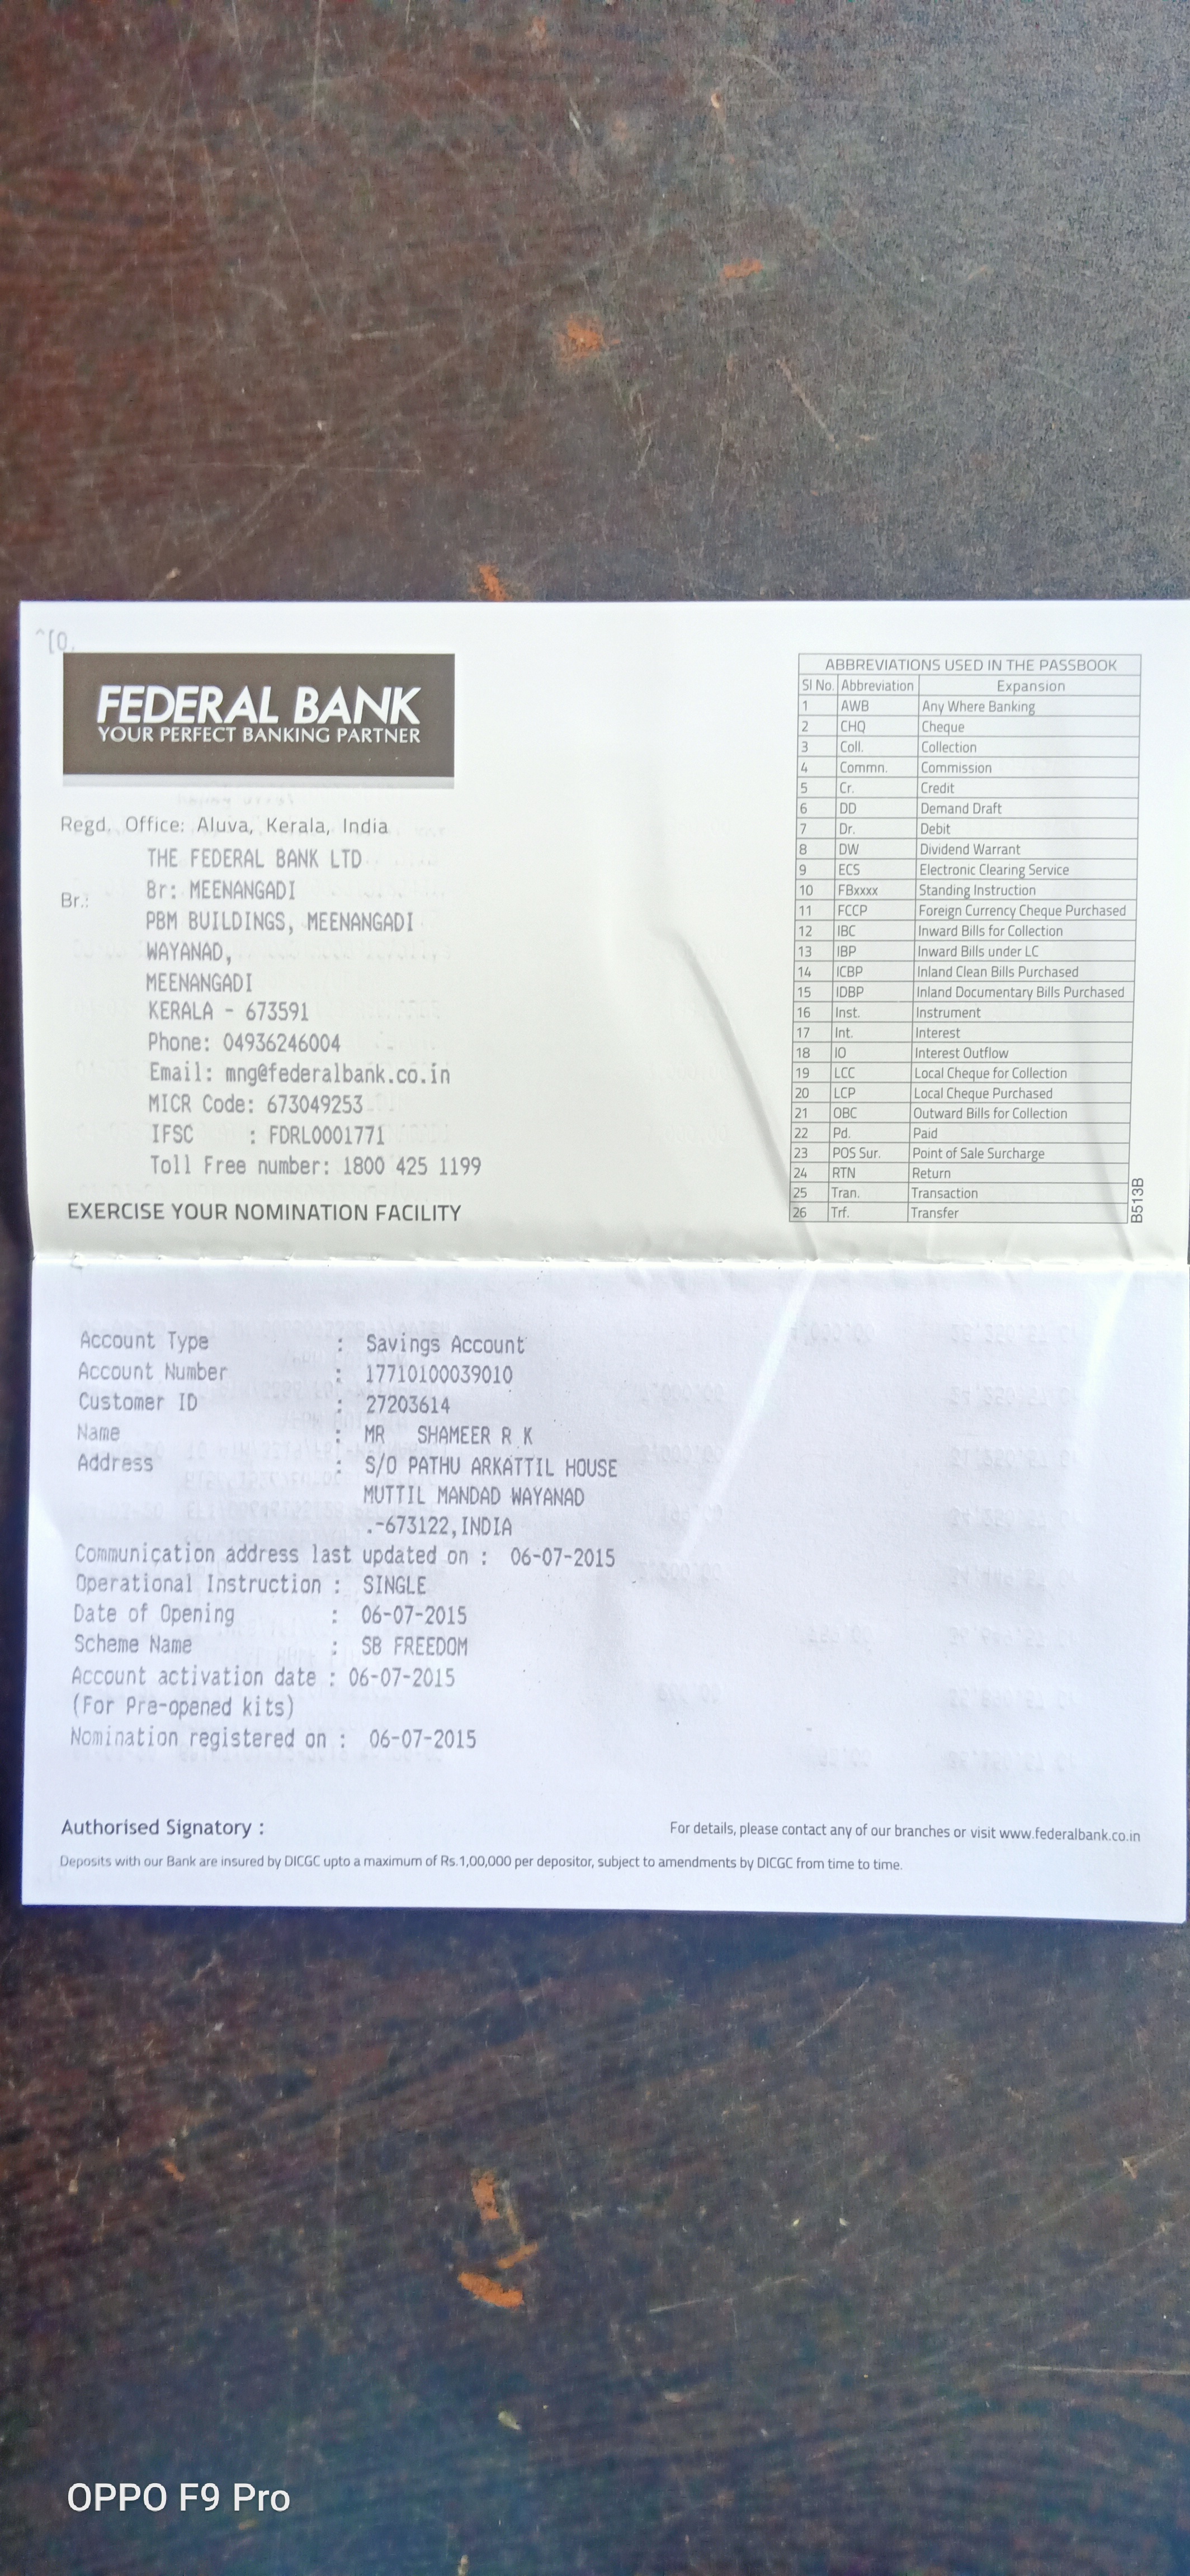 ^[0,
FEDERAL BANK
YOUR PERFECT BANKING PARTNER
Regd. Office: Aluva, Kerala, India
THE FEDERAL BANK LTD
Br.: Br: MEENANGADI
PBM BUILDINGS, MEENANGADI
WAYANAD,
MEENANGADI
KERALA - 673591
Phone: 04936246004
Email: mng@federalbank.co.in
MICR Code: 673049253
IFSC : FDRL0001771
Toll Free number: 1800 425 1199
EXERCISE YOUR NOMINATION FACILITY
ABBREVIATIONS USED IN THE PASSBOOK
Sl No. Abbreviation Expansion
1 AWB Any Where Banking
2 CHQ Cheque
3 Coll. Collection
4 Commn. Commission
5 Cr. Credit
6 DD Demand Draft
7 Dr. Debit
8 DW Dividend Warrant
9 ECS Electronic Clearing Service
10 FBxxxx Standing Instruction
11 FCCP Foreign Currency Cheque Purchased
12 IBC Inward Bills for Collection
13 IBP Inward Bills under LC
14 ICBP Inland Clean Bills Purchased
15 IDBP Inland Documentary Bills Purchased
16 Inst. Instrument
17 Int. Interest
18 IO Interest Outflow
19 LCC Local Cheque for Collection
20 LCP Local Cheque Purchased
21 OBC Outward Bills for Collection
22 Pd. Paid
23 POS Sur. Point of Sale Surcharge
24 RTN Return
25 Tran. Transaction
26 Trf. Transfer
B513B
Account Type : Savings Account
Account Number : 17710100039010
Customer ID : 27203614
Name : MR SHAMEER R K
Address : S/O PATHU ARKATTIL HOUSE
MUTTIL MANDAD WAYANAD
.-673122,INDIA
Communication address last updated on : 06-07-2015
Operational Instruction : SINGLE
Date of Opening : 06-07-2015
Scheme Name : SB FREEDOM
Account activation date : 06-07-2015
(For Pre-opened kits)
Nomination registered on : 06-07-2015
Authorised Signatory :
For details, please contact any of our branches or visit www.federalbank.co.in
Deposits with our Bank are insured by DICGC upto a maximum of Rs.1,00,000 per depositor, subject to amendments by DICGC from time to time.
OPPO F9 Pro